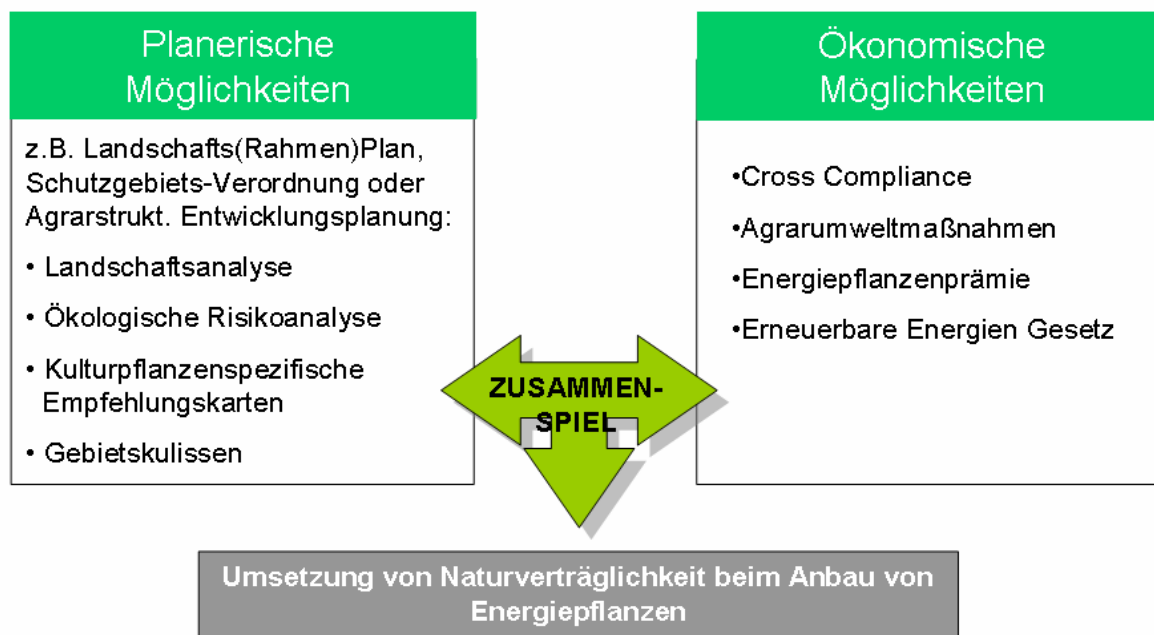 Planerische
Möglichkeiten
z.B. Landschafts(Rahmen)Plan,
Schutzgebiets-Verordnung oder
Agrarstrukt. Entwicklungsplanung:
• Landschaftsanalyse
• Ökologische Risikoanalyse
• Kulturpflanzenspezifische
Empfehlungskarten
• Gebietskulissen
Ökonomische
Möglichkeiten
•Cross Compliance
•Agrarumweltmaßnahmen
•Energiepflanzenprämie
•Erneuerbare Energien Gesetz
ZUSAMMEN-
SPIEL
Umsetzung von Naturverträglichkeit beim Anbau von
Energiepflanzen